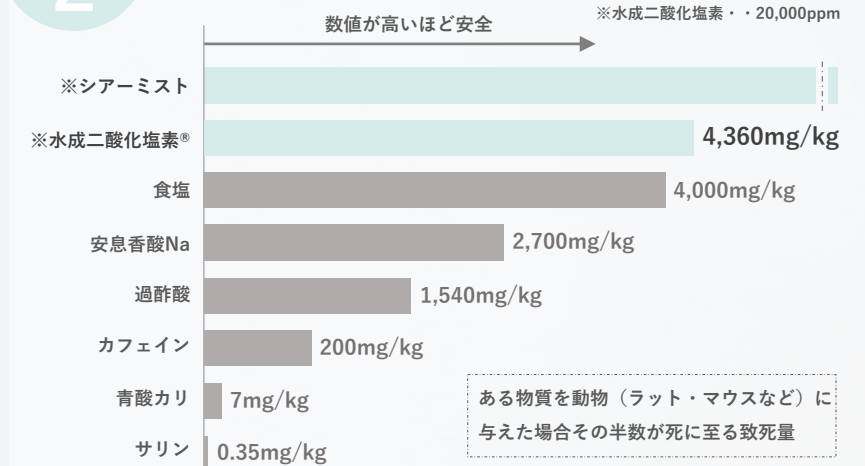 2
※水成二酸化塩素・・20,000ppm
数値が高いほど安全
※シアーミスト
※水成二酸化塩素® 4,360mg/kg
食塩 4,000mg/kg
安息香酸Na 2,700mg/kg
過酢酸 1,540mg/kg
カフェイン 200mg/kg
青酸カリ 7mg/kg
サリン 0.35mg/kg
ある物質を動物（ラット・マウスなど）に
与えた場合その半数が死に至る致死量